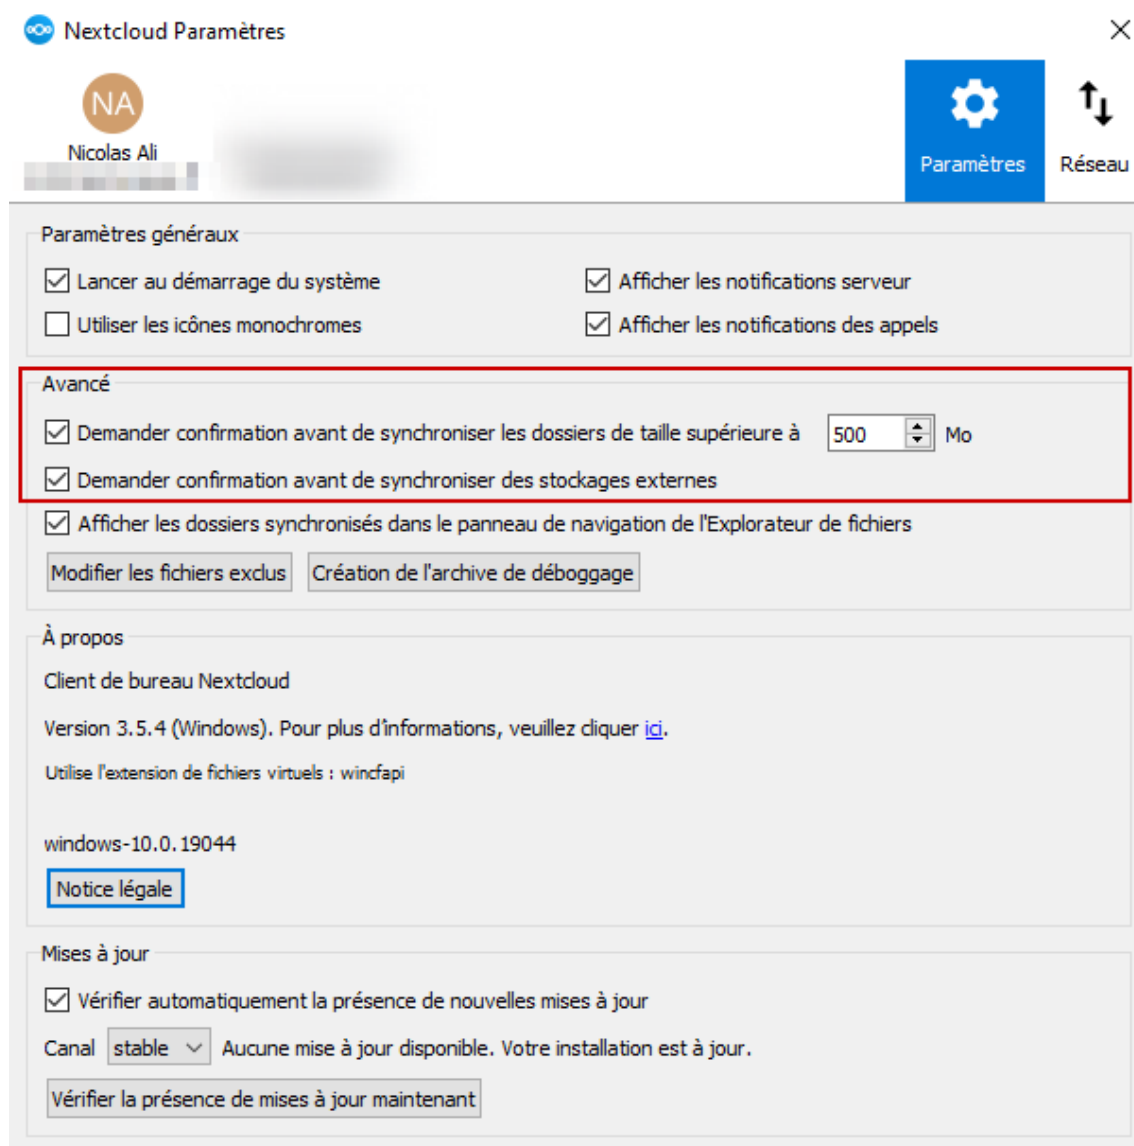 Nextcloud Paramètres
NA
Nicolas Ali
Paramètres
Réseau
Paramètres généraux
Lancer au démarrage du système
Afficher les notifications serveur
Utiliser les icônes monochromes
Afficher les notifications des appels
Avancé
Demander confirmation avant de synchroniser les dossiers de taille supérieure à 500 Mo
Demander confirmation avant de synchroniser des stockages externes
Afficher les dossiers synchronisés dans le panneau de navigation de l'Explorateur de fichiers
Modifier les fichiers exclus
Création de l'archive de déboggage
À propos
Client de bureau Nextcloud
Version 3.5.4 (Windows). Pour plus d'informations, veuillez cliquer ici.
Utilise l'extension de fichiers virtuels : wincfapi
windows-10.0.19044
Notice légale
Mises à jour
Vérifier automatiquement la présence de nouvelles mises à jour
Canal stable Aucune mise à jour disponible. Votre installation est à jour.
Vérifier la présence de mises à jour maintenant